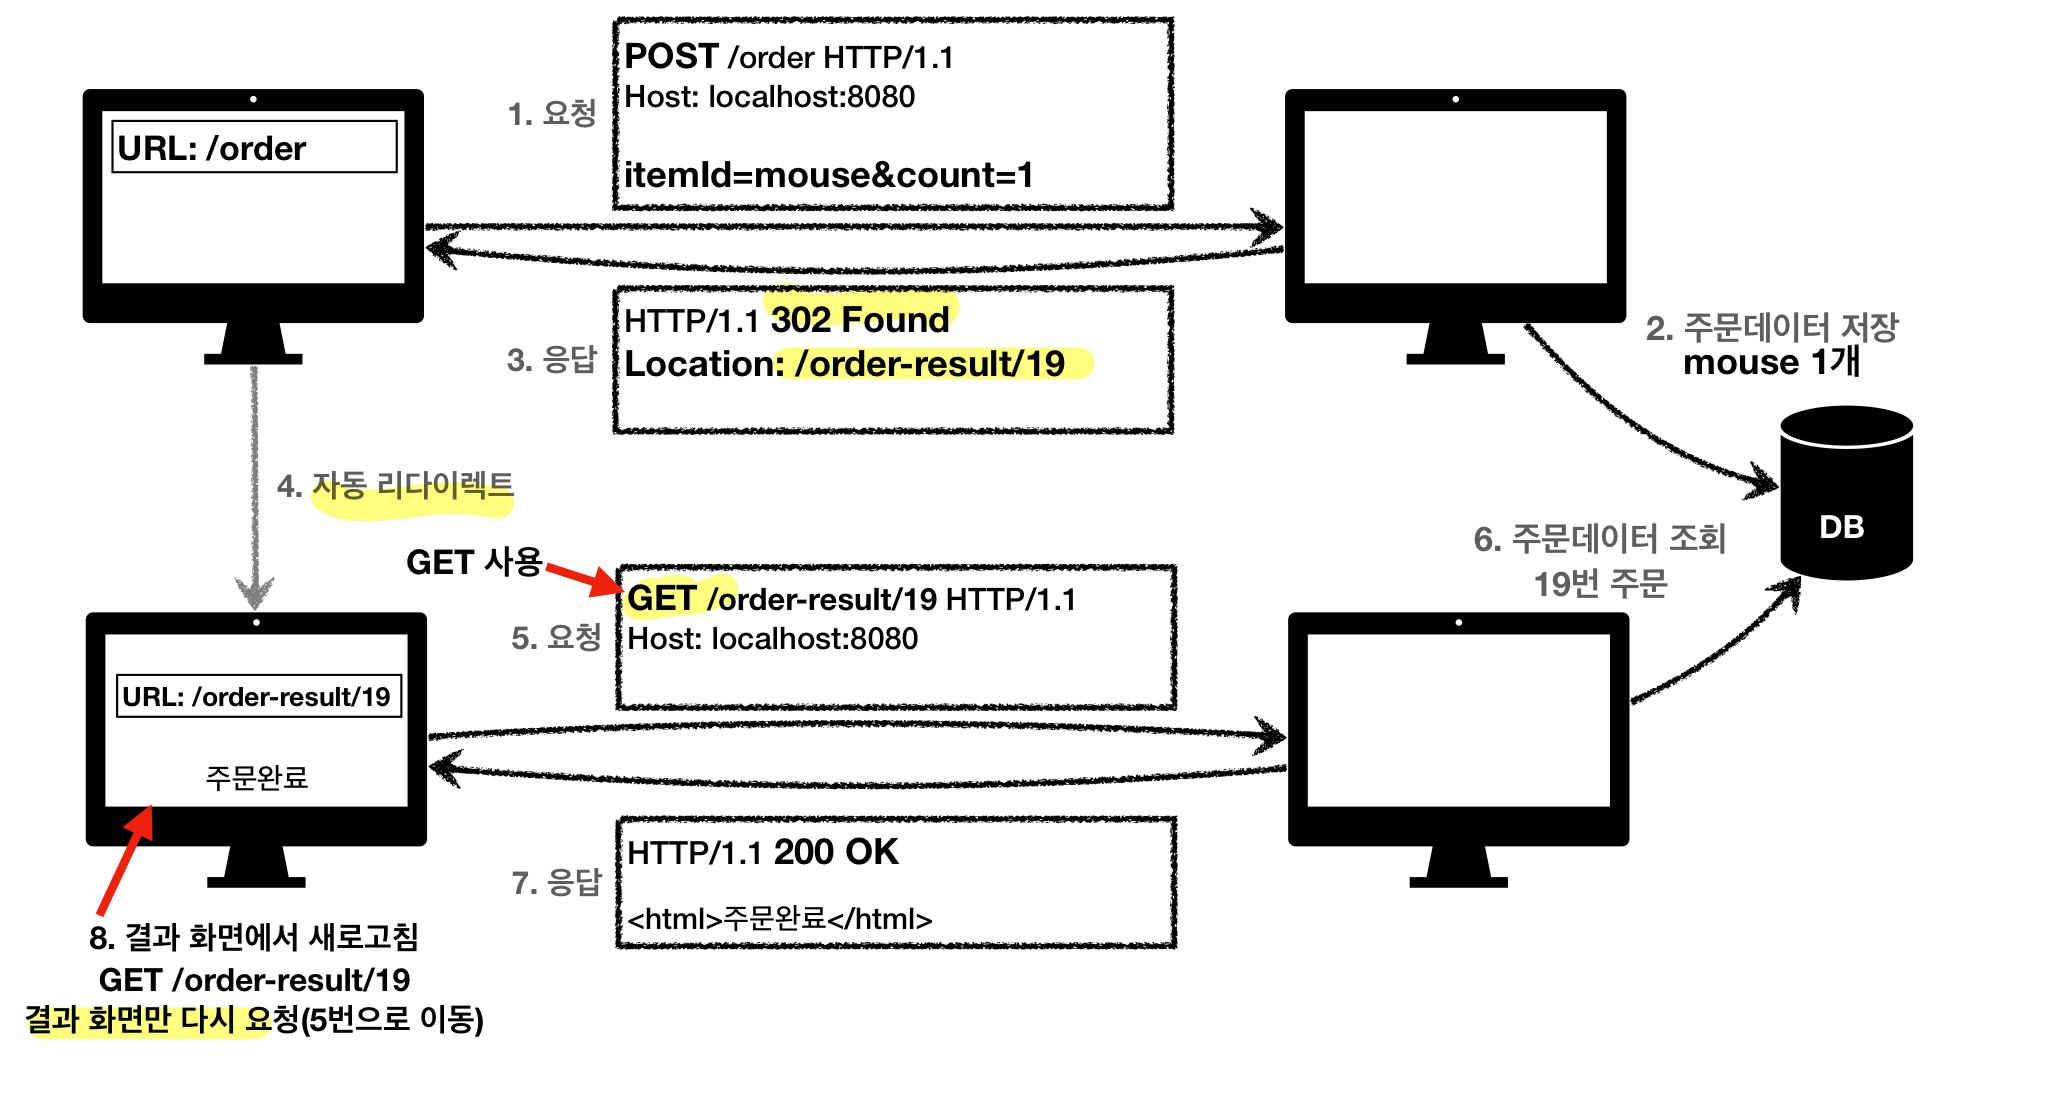 POST /order HTTP/1.1
Host: localhost:8080
1. 요청
itemId=mouse&count=1
URL: /order
HTTP/1.1 302 Found
Location: /order-result/19
3. 응답
2. 주문데이터 저장
mouse 1개
4. 자동 리다이렉트
DB
GET 사용
GET /order-result/19 HTTP/1.1
Host: localhost:8080
5. 요청
6. 주문데이터 조회
19번 주문
URL: /order-result/19
주문완료
HTTP/1.1 200 OK
7. 응답
<html>주문완료</html>
8. 결과 화면에서 새로고침
GET /order-result/19
결과 화면만 다시 요청(5번으로 이동)